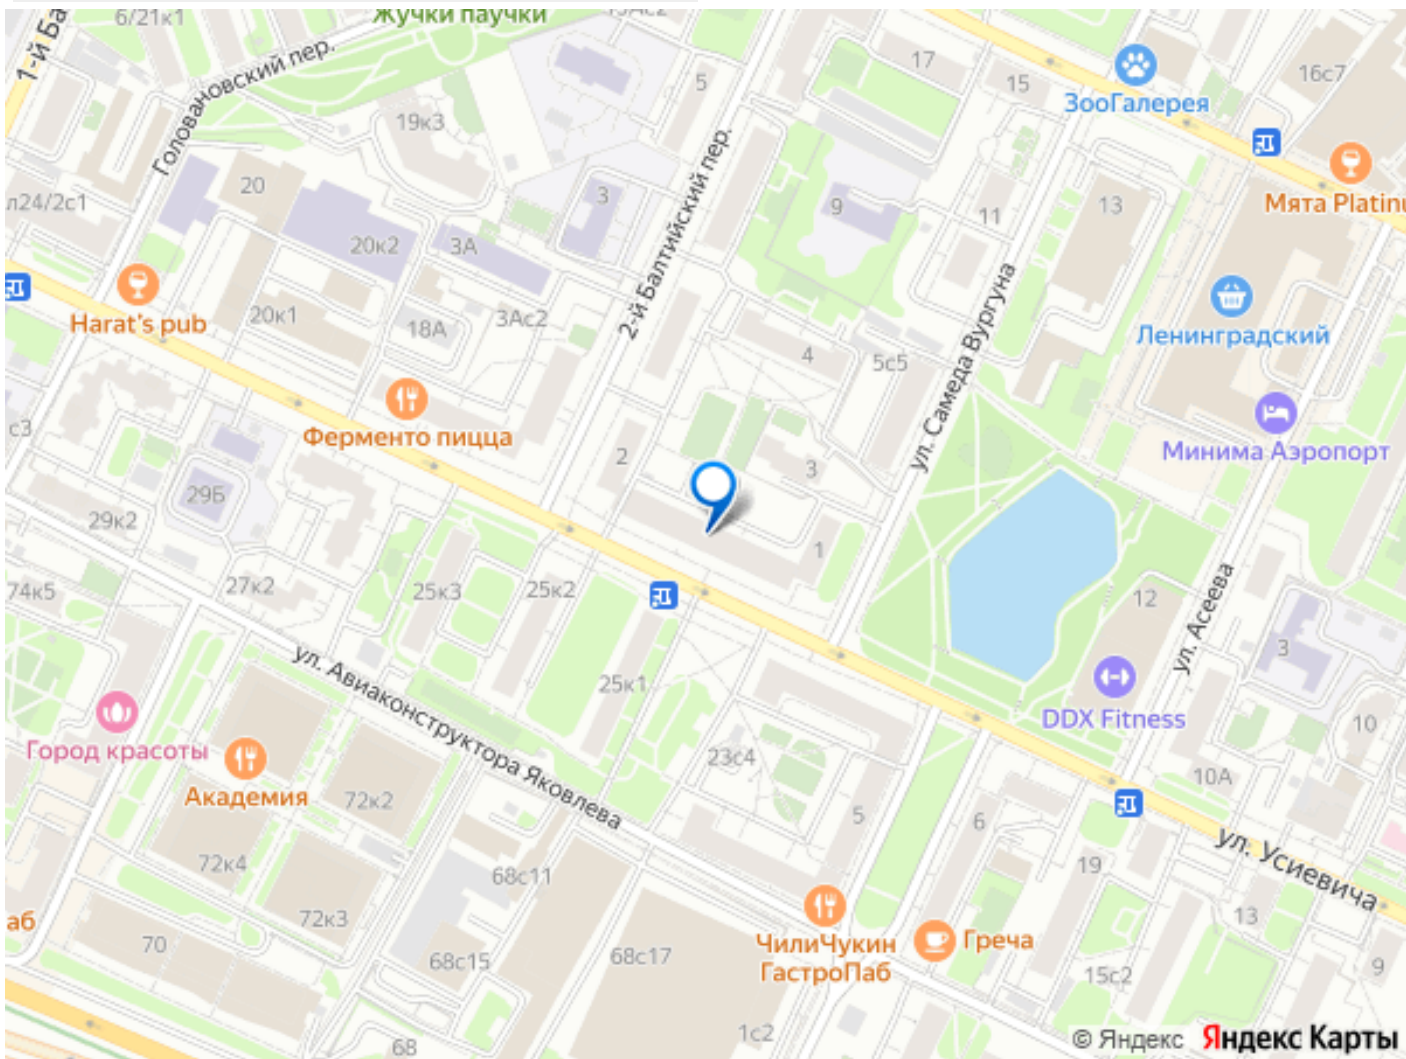 6/21к1
Жучки паучки
1-й Ба
Головановский пер.
5
17
15
ЗооГалерея
16с7
19к3
2-й Балтийский пер.
Мята Platinu
л24/2с1
20
3
9
11
13
20к2
3А
Harat's pub
20к1
18А
3Ас2
4
5с5
ул. Самеда Вургуна
Ленинградский
Ферменто пицца
с3
2
3
Минима Аэропорт
29Б
29к2
1
74к5
27к2
25к3
25к2
12
ул. Асеева
3
ул. Авиаконструктора Яковлева
25к1
DDX Fitness
10
Город красоты
23с4
10А
Академия
72к2
5
6
ул. Усиевича
72к4
68с11
19
72к3
13
аб
70
ЧилиЧукин
ГастроПаб
Греча
68с15
68с17
15с2
9
1с2
68
© Яндекс Яндекс Карты